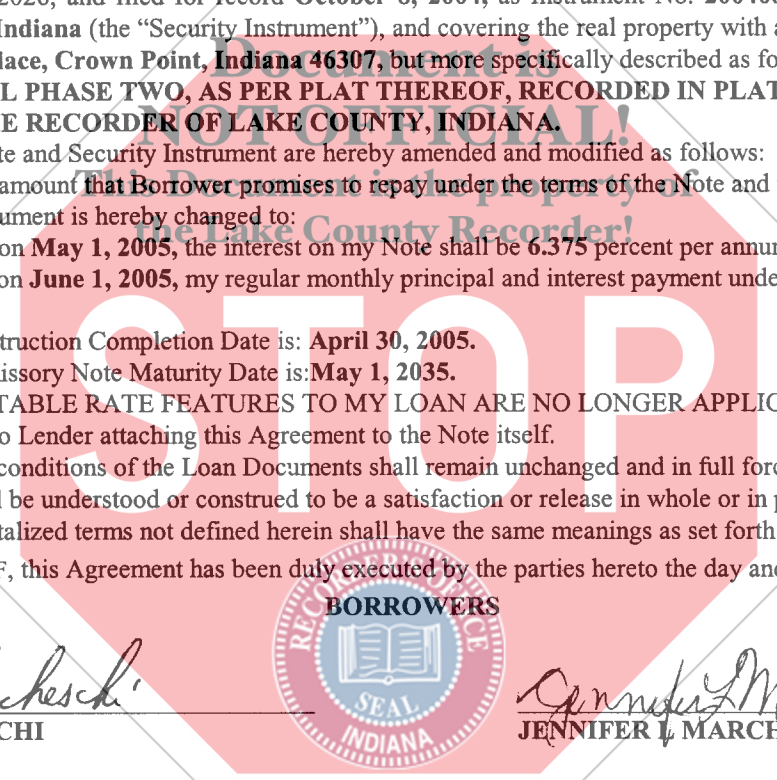 Indiana (the “Security Instrument”), and covering the real property with a
lace, Crown Point, Indiana 46307, but more specifically described as fo
L PHASE TWO, AS PER PLAT THEREOF, RECORDED IN PLAT
E RECORDER OF LAKE COUNTY, INDIANA.
te and Security Instrument are hereby amended and modified as follows:
amount that Borrower promises to repay under the terms of the Note and
ument is hereby changed to:
on May 1, 2005, the interest on my Note shall be 6.375 percent per annu
on June 1, 2005, my regular monthly principal and interest payment unde
truction Completion Date is: April 30, 2005.
issory Note Maturity Date is:May 1, 2035.
TABLE RATE FEATURES TO MY LOAN ARE NO LONGER APPLIC
o Lender attaching this Agreement to the Note itself.
conditions of the Loan Documents shall remain unchanged and in full forc
l be understood or construed to be a satisfaction or release in whole or in p
talized terms not defined herein shall have the same meanings as set forth
F, this Agreement has been duly executed by the parties hereto the day and
BORROWERS
cheschi
Jennifer L M
CHI
JENNIFER L MARCH
Document is
NOT OFFICIAL!
This Document is the property of
the Lake County Recorder!
STOP
RECORDER'S OFFICE
SEAL
INDIANA